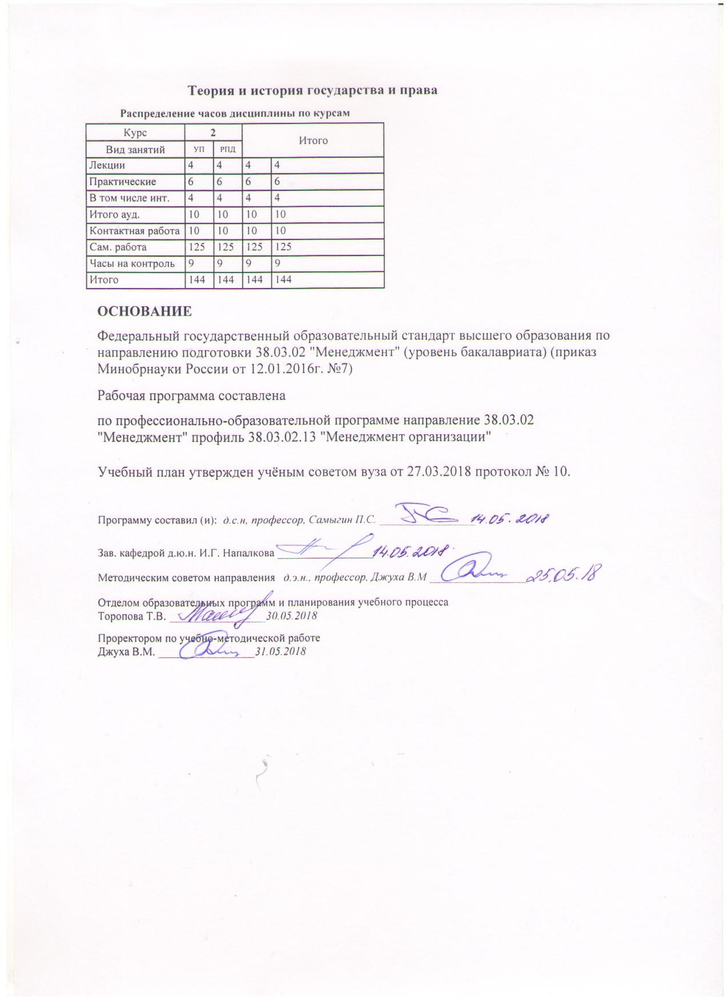 Теория и история государства и права
Распределение часов дисциплины по курсам
Курс 2 Итого
Вид занятий УП РПД
Лекции 4 4 4 4
Практические 6 6 6 6
В том числе инт. 4 4 4 4
Итого ауд. 10 10 10 10
Контактная работа 10 10 10 10
Сам. работа 125 125 125 125
Часы на контроль 9 9 9 9
Итого 144 144 144 144
ОСНОВАНИЕ
Федеральный государственный образовательный стандарт высшего образования по
направлению подготовки 38.03.02 "Менеджмент" (уровень бакалавриата) (приказ
Минобрнауки России от 12.01.2016г. №7)
Рабочая программа составлена
по профессионально-образовательной программе направление 38.03.02
"Менеджмент" профиль 38.03.02.13 "Менеджмент организации"
Учебный план утвержден учёным советом вуза от 27.03.2018 протокол № 10.
Программу составил (и): д.с.н, профессор, Самыгин П.С. 14.05.2018
Зав. кафедрой д.ю.н. И.Г. Напалкова 14.05.2018
Методическим советом направления д.э.н., профессор, Джуха В.М 25.05.18
Отделом образовательных программ и планирования учебного процесса
Торопова Т.В. 30.05.2018
Проректором по учебно-методической работе
Джуха В.М. 31.05.2018